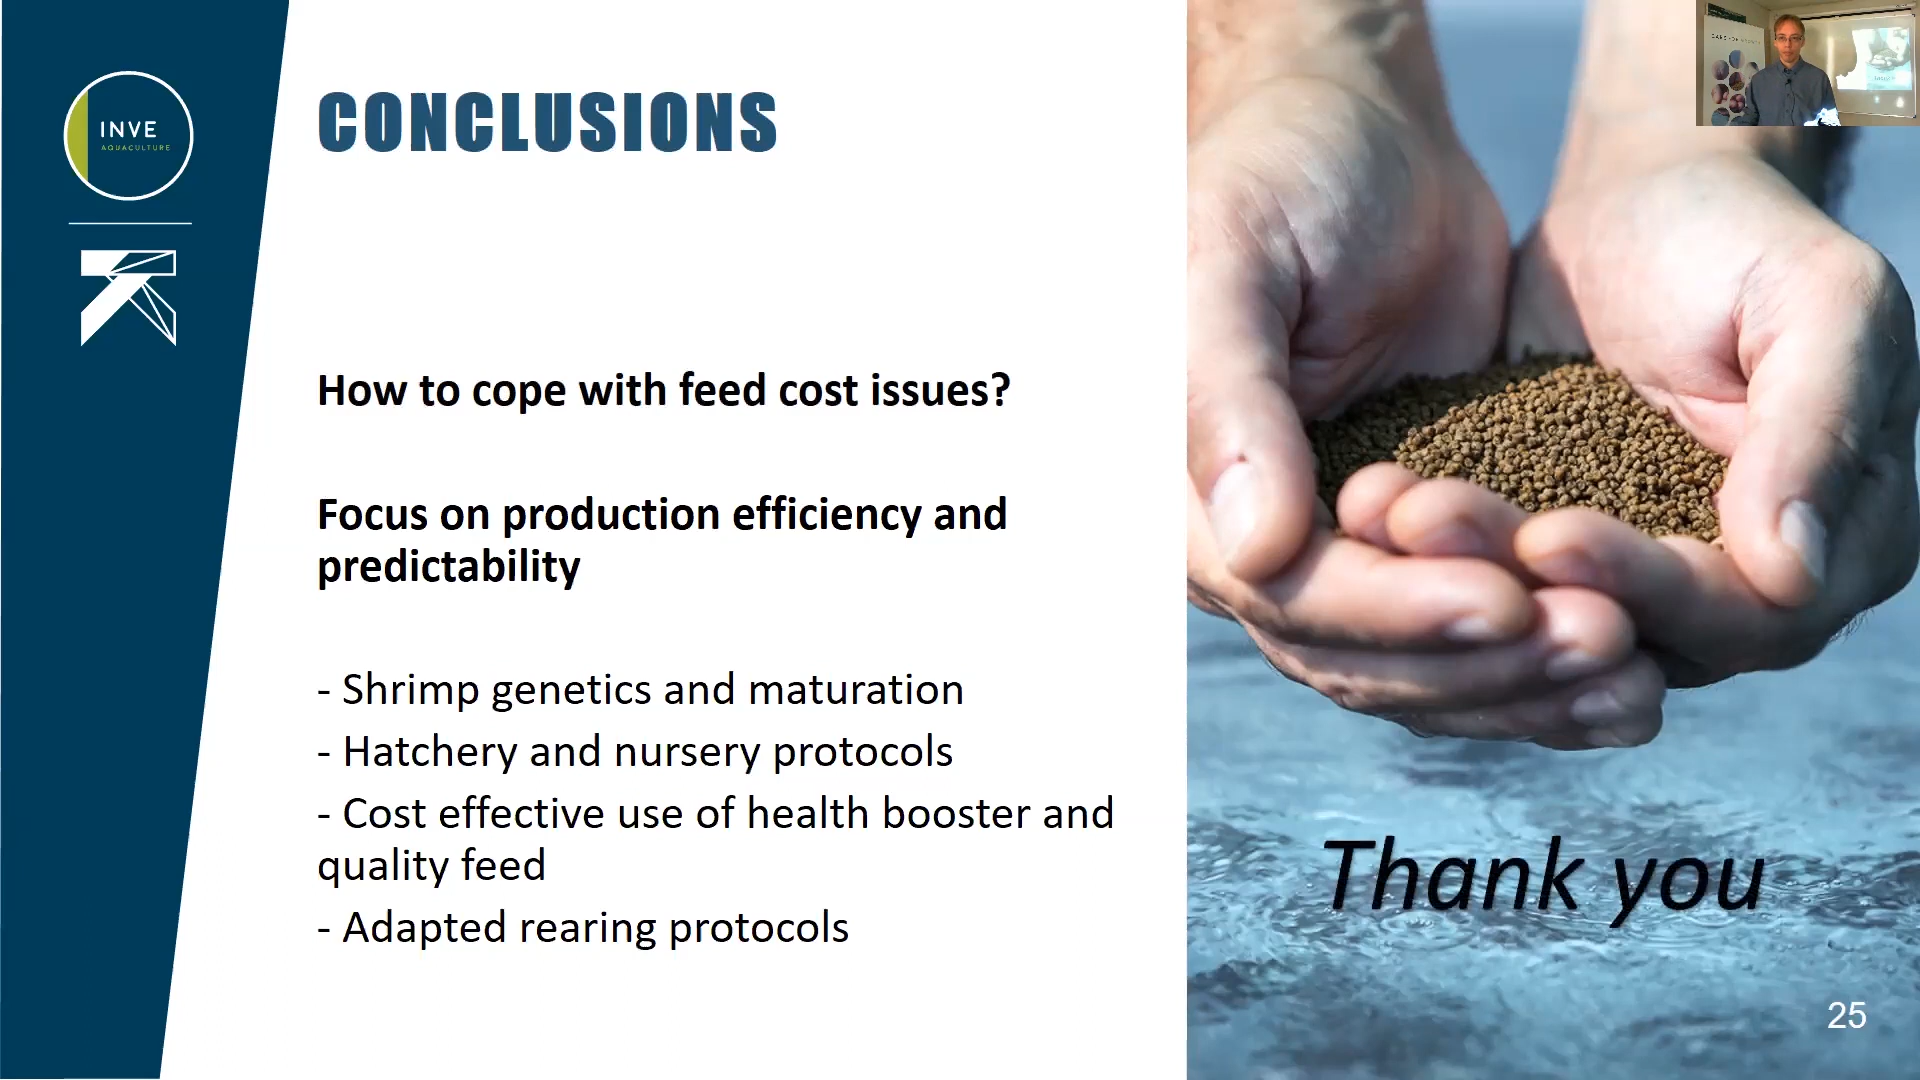 INVE
AQUACULTURE
CONCLUSIONS
How to cope with feed cost issues?
Focus on production efficiency and
predictability
- Shrimp genetics and maturation
- Hatchery and nursery protocols
- Cost effective use of health booster and
quality feed
- Adapted rearing protocols
Thank you
25